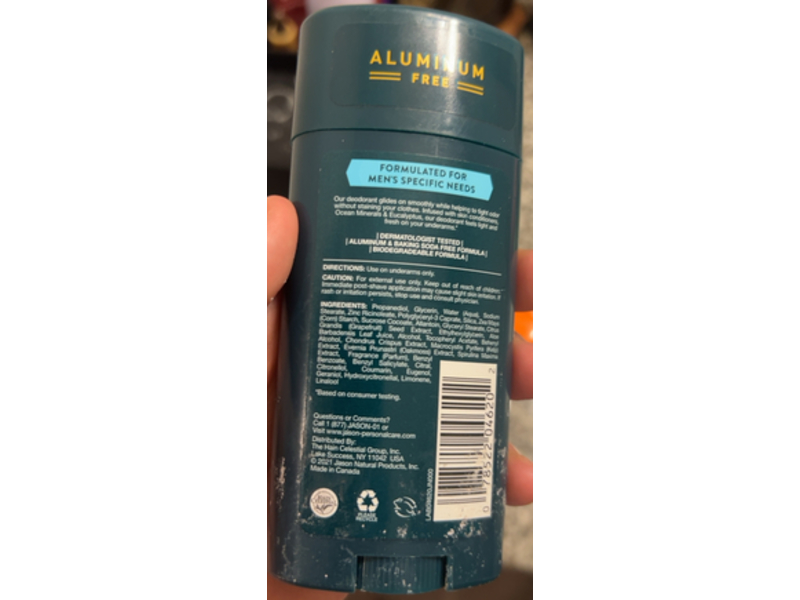 ALUMINUM
FREE
FORMULATED FOR
MEN'S SPECIFIC NEEDS
Our deodorant glides on smoothly while helping to fight odor
without staining your clothes. Infused with skin conditioners,
Ocean Minerals & Eucalyptus, our deodorant feels light and
fresh on your underarms.*
| DERMATOLOGIST TESTED |
| ALUMINUM & BAKING SODA FREE FORMULA |
| BIODEGRADEABLE FORMULA |
DIRECTIONS: Use on underarms only.
CAUTION: For external use only. Keep out of reach of children.
Immediate post-shave application may cause slight skin irritation. If
rash or irritation persists, stop use and consult physician.
INGREDIENTS: Propanediol, Glycerin, Water (Aqua), Sodium
Stearate, Zinc Ricinoleate, Polyglyceryl-3 Caprate, Silica, Zea Mays
(Corn) Starch, Sucrose Cocoate, Allantoin, Glyceryl Stearate, Citrus
Grandis (Grapefruit) Seed Extract, Ethylhexylglycerin, Aloe
Barbadensis Leaf Juice, Alcohol, Tocopheryl Acetate, Behenyl
Alcohol, Chondrus Crispus Extract, Macrocystis Pyrifera (Kelp)
Extract, Evernia Prunastri (Oakmoss) Extract, Spirulina Maxima
Extract, Fragrance (Parfum), Benzyl
Benzoate, Benzyl Salicylate, Citral,
Citronellol, Coumarin, Eugenol,
Geraniol, Hydroxycitronellal, Limonene,
Linalool
*Based on consumer testing.
Questions or Comments?
Call 1 (877) JASON-01 or
Visit www.jason-personalcare.com
Distributed By:
The Hain Celestial Group, Inc.
Lake Success, NY 11042 USA
© 2021 Jason Natural Products, Inc.
Made in Canada
PLEASE
RECYCLE
0 78522 04620 2